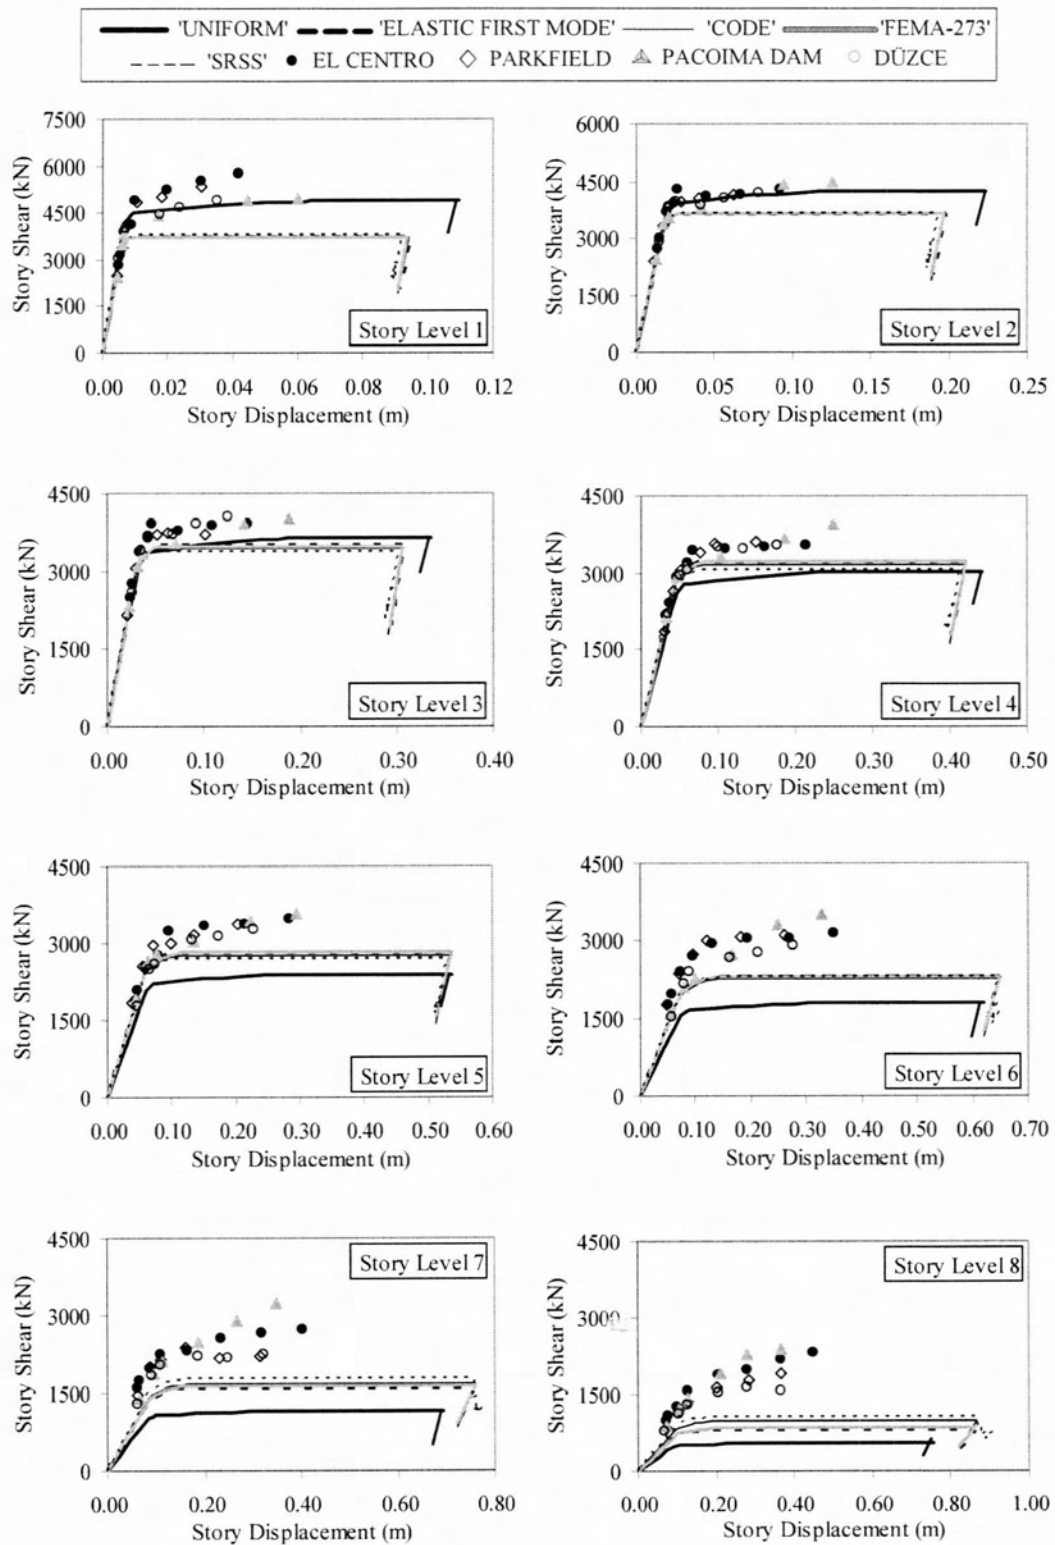 'UNIFORM' 'ELASTIC FIRST MODE' 'CODE' 'FEMA-273'
'SRSS' EL CENTRO PARKFIELD PACOIMA DAM DÜZCE
7500
6000
4500
3000
1500
0
Story Shear (kN)
Story Level 1
0.00 0.02 0.04 0.06 0.08 0.10 0.12
Story Displacement (m)
6000
4500
3000
1500
0
Story Shear (kN)
Story Level 2
0.00 0.05 0.10 0.15 0.20 0.25
Story Displacement (m)
4500
3000
1500
0
Story Shear (kN)
Story Level 3
0.00 0.10 0.20 0.30 0.40
Story Displacement (m)
4500
3000
1500
0
Story Shear (kN)
Story Level 4
0.00 0.10 0.20 0.30 0.40 0.50
Story Displacement (m)
4500
3000
1500
0
Story Shear (kN)
Story Level 5
0.00 0.10 0.20 0.30 0.40 0.50 0.60
Story Displacement (m)
4500
3000
1500
0
Story Shear (kN)
Story Level 6
0.00 0.10 0.20 0.30 0.40 0.50 0.60 0.70
Story Displacement (m)
4500
3000
1500
0
Story Shear (kN)
Story Level 7
0.00 0.20 0.40 0.60 0.80
Story Displacement (m)
4500
3000
1500
0
Story Shear (kN)
Story Level 8
0.00 0.20 0.40 0.60 0.80 1.00
Story Displacement (m)